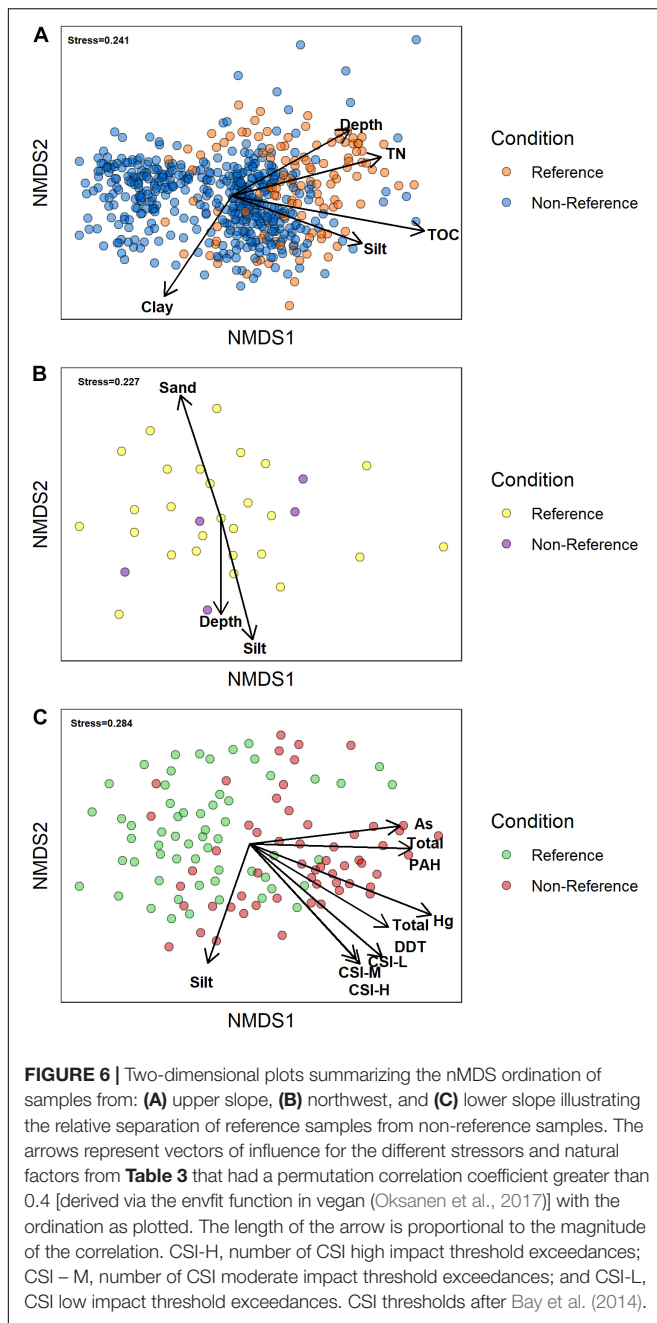 A
Stress=0.241
Depth
TN
TOC
Silt
Clay
NMDS2
NMDS1
Condition
Reference
Non-Reference
B
Stress=0.227
Sand
Depth
Silt
NMDS2
NMDS1
Condition
Reference
Non-Reference
C
Stress=0.284
As
Total
PAH
Hg
Total
DDT
CSI-L
CSI-M
CSI-H
Silt
NMDS2
NMDS1
Condition
Reference
Non-Reference
FIGURE 6 | Two-dimensional plots summarizing the nMDS ordination of
samples from: (A) upper slope, (B) northwest, and (C) lower slope illustrating
the relative separation of reference samples from non-reference samples. The
arrows represent vectors of influence for the different stressors and natural
factors from Table 3 that had a permutation correlation coefficient greater than
0.4 [derived via the envfit function in vegan (Oksanen et al., 2017)] with the
ordination as plotted. The length of the arrow is proportional to the magnitude
of the correlation. CSI-H, number of CSI high impact threshold exceedances;
CSI – M, number of CSI moderate impact threshold exceedances; and CSI-L,
CSI low impact threshold exceedances. CSI thresholds after Bay et al. (2014).